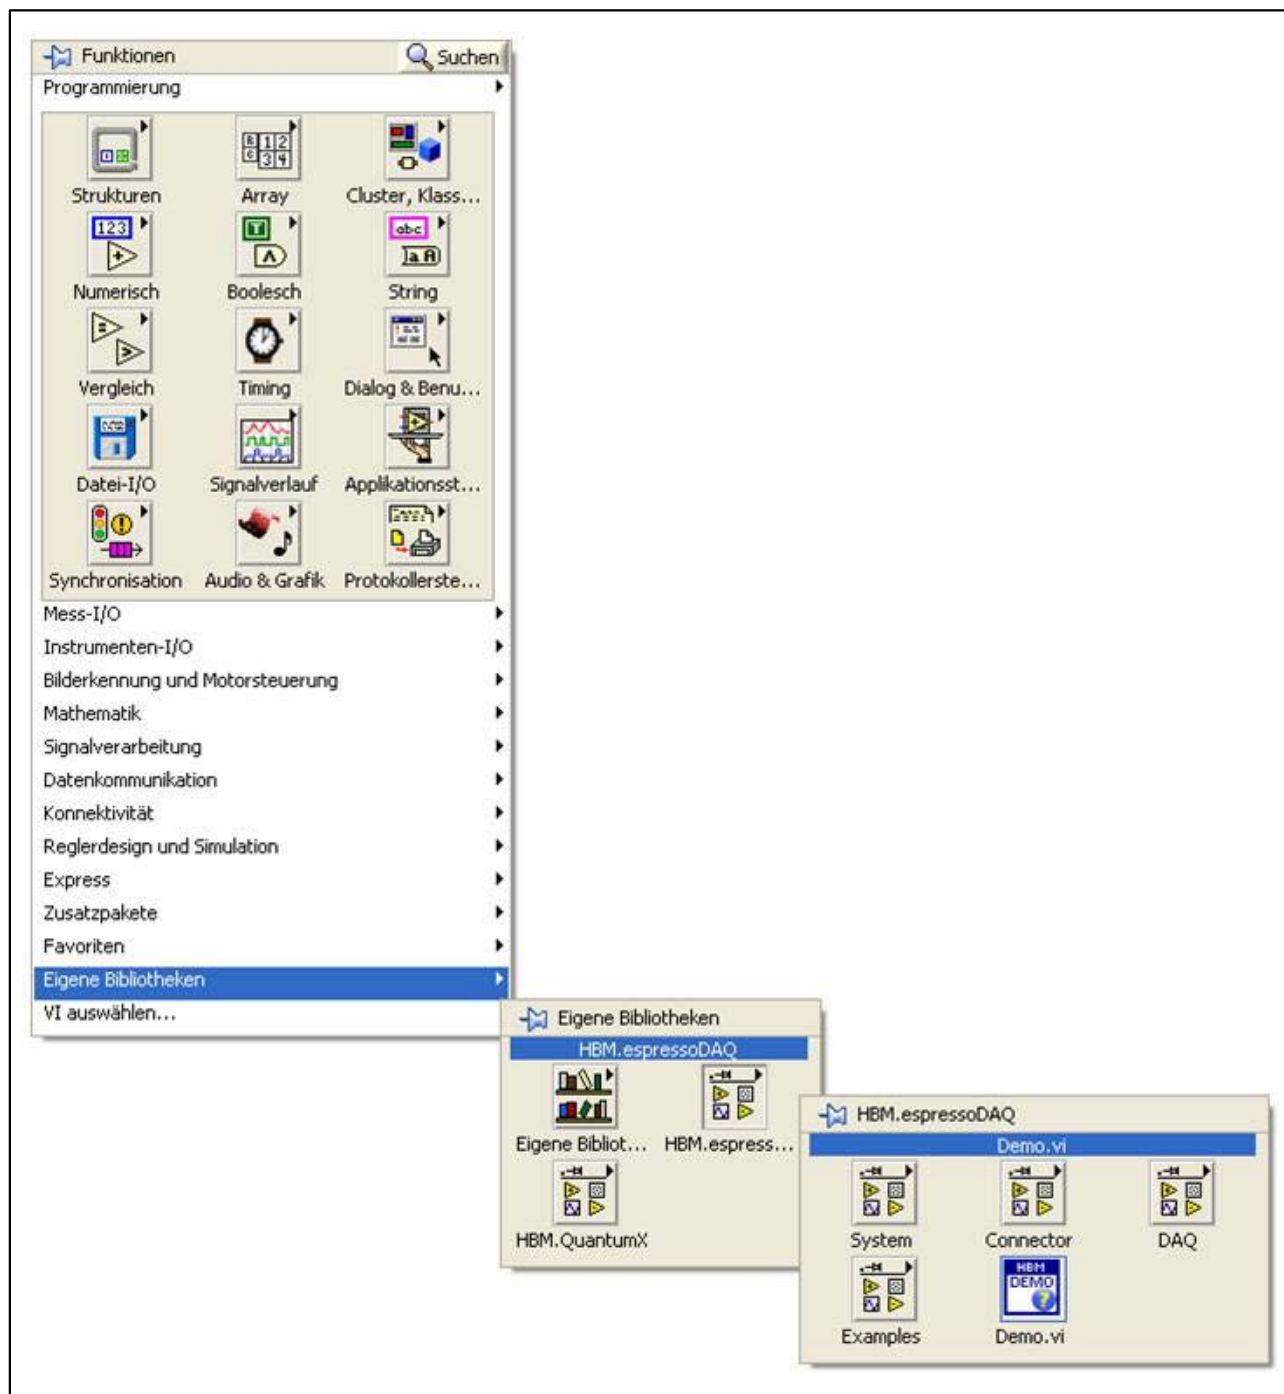 Funktionen Suchen
Programmierung
Strukturen Array Cluster, Klass...
Numerisch Boolesch String
Vergleich Timing Dialog & Benu...
Datei-I/O Signalverlauf Applikationsst...
Synchronisation Audio & Grafik Protokollerste...
Mess-I/O
Instrumenten-I/O
Bilderkennung und Motorsteuerung
Mathematik
Signalverarbeitung
Datenkommunikation
Konnektivität
Reglerdesign und Simulation
Express
Zusatzpakete
Favoriten
Eigene Bibliotheken
VI auswählen...
Eigene Bibliotheken
HBM.espressoDAQ
Eigene Bibliot... HBM.espress...
HBM.QuantumX
HBM.espressoDAQ
Demo.vi
System Connector DAQ
HBM
DEMO
Examples Demo.vi